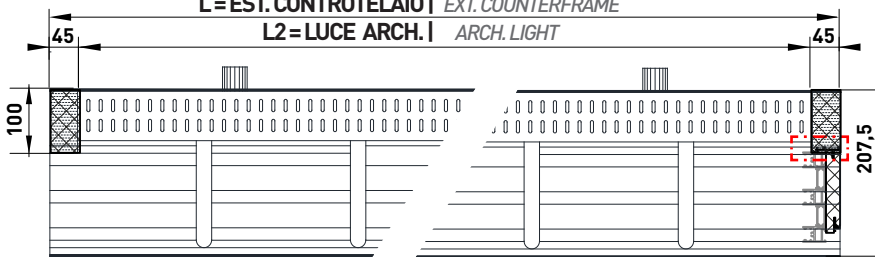 L = EST. CONTROTELAIO | EXT. COUNTERFRAME
45 L2 = LUCE ARCH. | ARCH. LIGHT 45
100
207,5